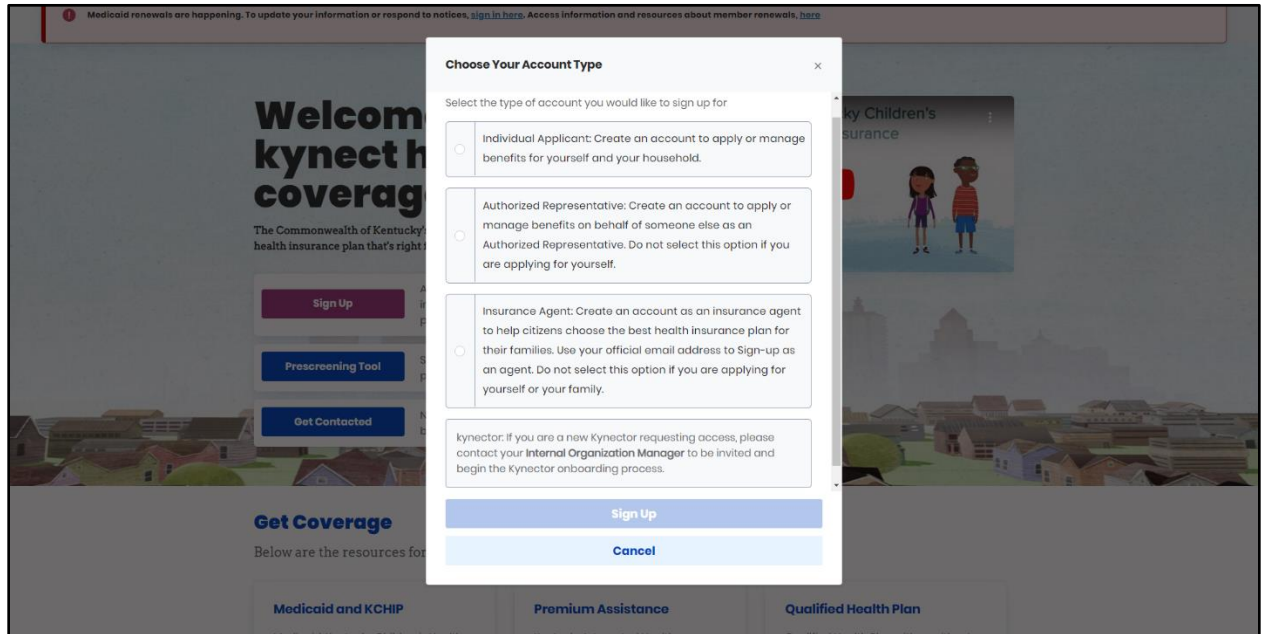 Medicaid renewals are happening. To update your information or respond to notices, sign in here. Access information and resources about member renewals, here
Choose Your Account Type ×
Select the type of account you would like to sign up for
Individual Applicant: Create an account to apply or manage
benefits for yourself and your household.
Authorized Representative: Create an account to apply or
manage benefits on behalf of someone else as an
Authorized Representative. Do not select this option if you
are applying for yourself.
Insurance Agent: Create an account as an insurance agent
to help citizens choose the best health insurance plan for
their families. Use your official email address to Sign-up as
an agent. Do not select this option if you are applying for
yourself or your family.
kynector: If you are a new Kynector requesting access, please
contact your Internal Organization Manager to be invited and
begin the Kynector onboarding process.
Sign Up
Cancel
Welcom
kynect h
coverag
The Commonwealth of Kentucky's
health insurance plan that's right
Sign Up
Prescreening Tool
Get Contacted
ky Children's
surance
Get Coverage
Below are the resources for
Medicaid and KCHIP
Premium Assistance
Qualified Health Plan